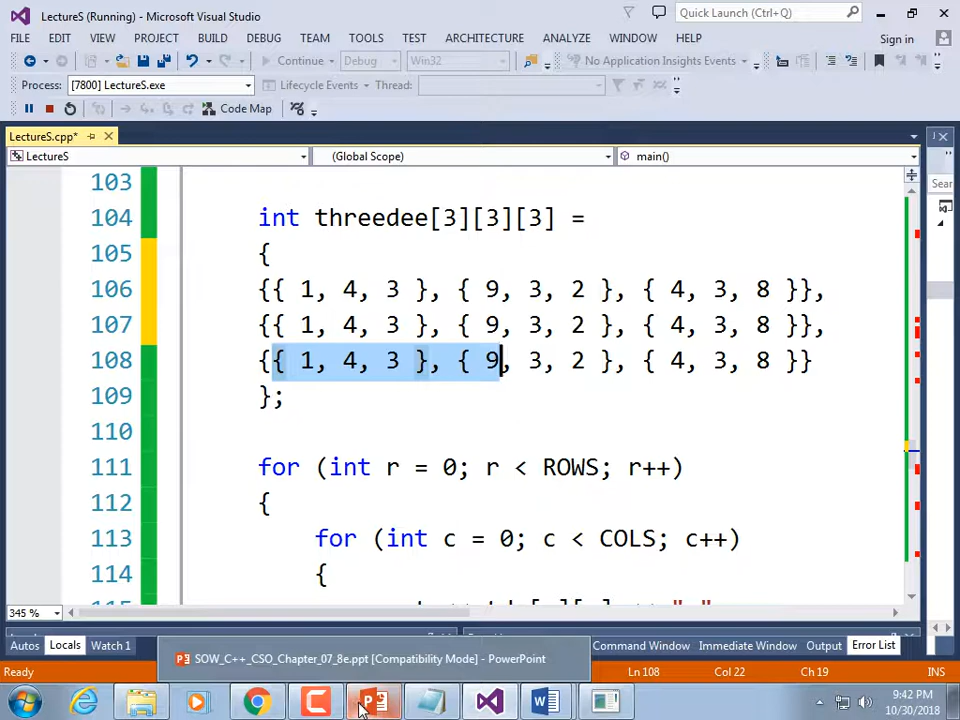 LectureS (Running) - Microsoft Visual Studio
Quick Launch (Ctrl+Q)
FILE EDIT VIEW PROJECT BUILD DEBUG TEAM TOOLS TEST ARCHITECTURE ANALYZE WINDOW HELP
Sign in
Continue Debug Win32 No Application Insights Events
Process: [7800] LectureS.exe Lifecycle Events Thread:
Code Map
LectureS.cpp*
LectureS (Global Scope) main()
Sear
103
104 int threedee[3][3][3] =
105 {
106 {{ 1, 4, 3 }, { 9, 3, 2 }, { 4, 3, 8 }},
107 {{ 1, 4, 3 }, { 9, 3, 2 }, { 4, 3, 8 }},
108 {{ 1, 4, 3 }, { 9, 3, 2 }, { 4, 3, 8 }}
109 };
110
111 for (int r = 0; r < ROWS; r++)
112 {
113 for (int c = 0; c < COLS; c++)
114 {
345 %
Autos Locals Watch 1 Command Window Immediate Window Output Error List
SOW_C++_CSO_Chapter_07_8e.ppt [Compatibility Mode] - PowerPoint
Ready Ln 108 Col 22 Ch 19 INS
9:42 PM
10/30/2018